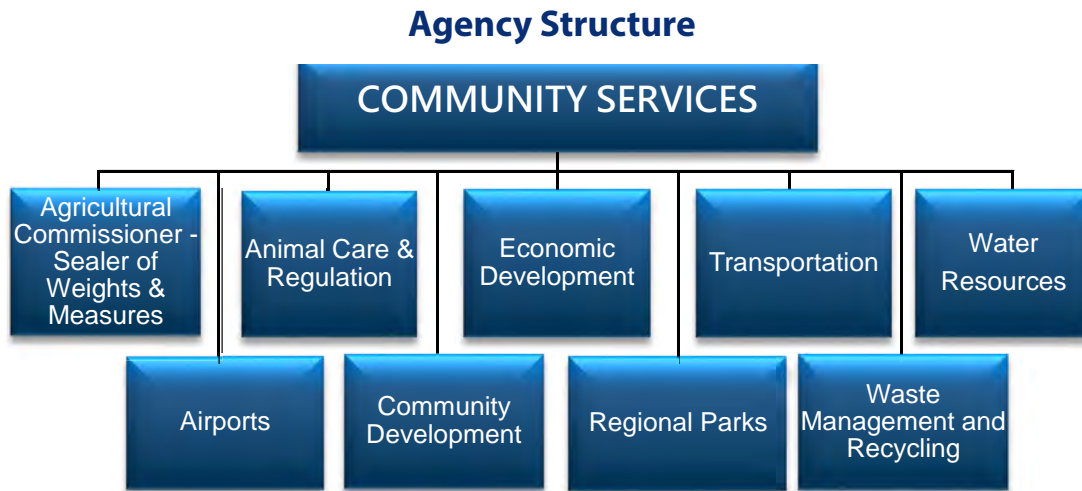 Agency Structure
COMMUNITY SERVICES
Agricultural
Commissioner -
Sealer of
Weights &
Measures
Animal Care &
Regulation
Economic
Development
Transportation
Water
Resources
Airports
Community
Development
Regional Parks
Waste
Management and
Recycling